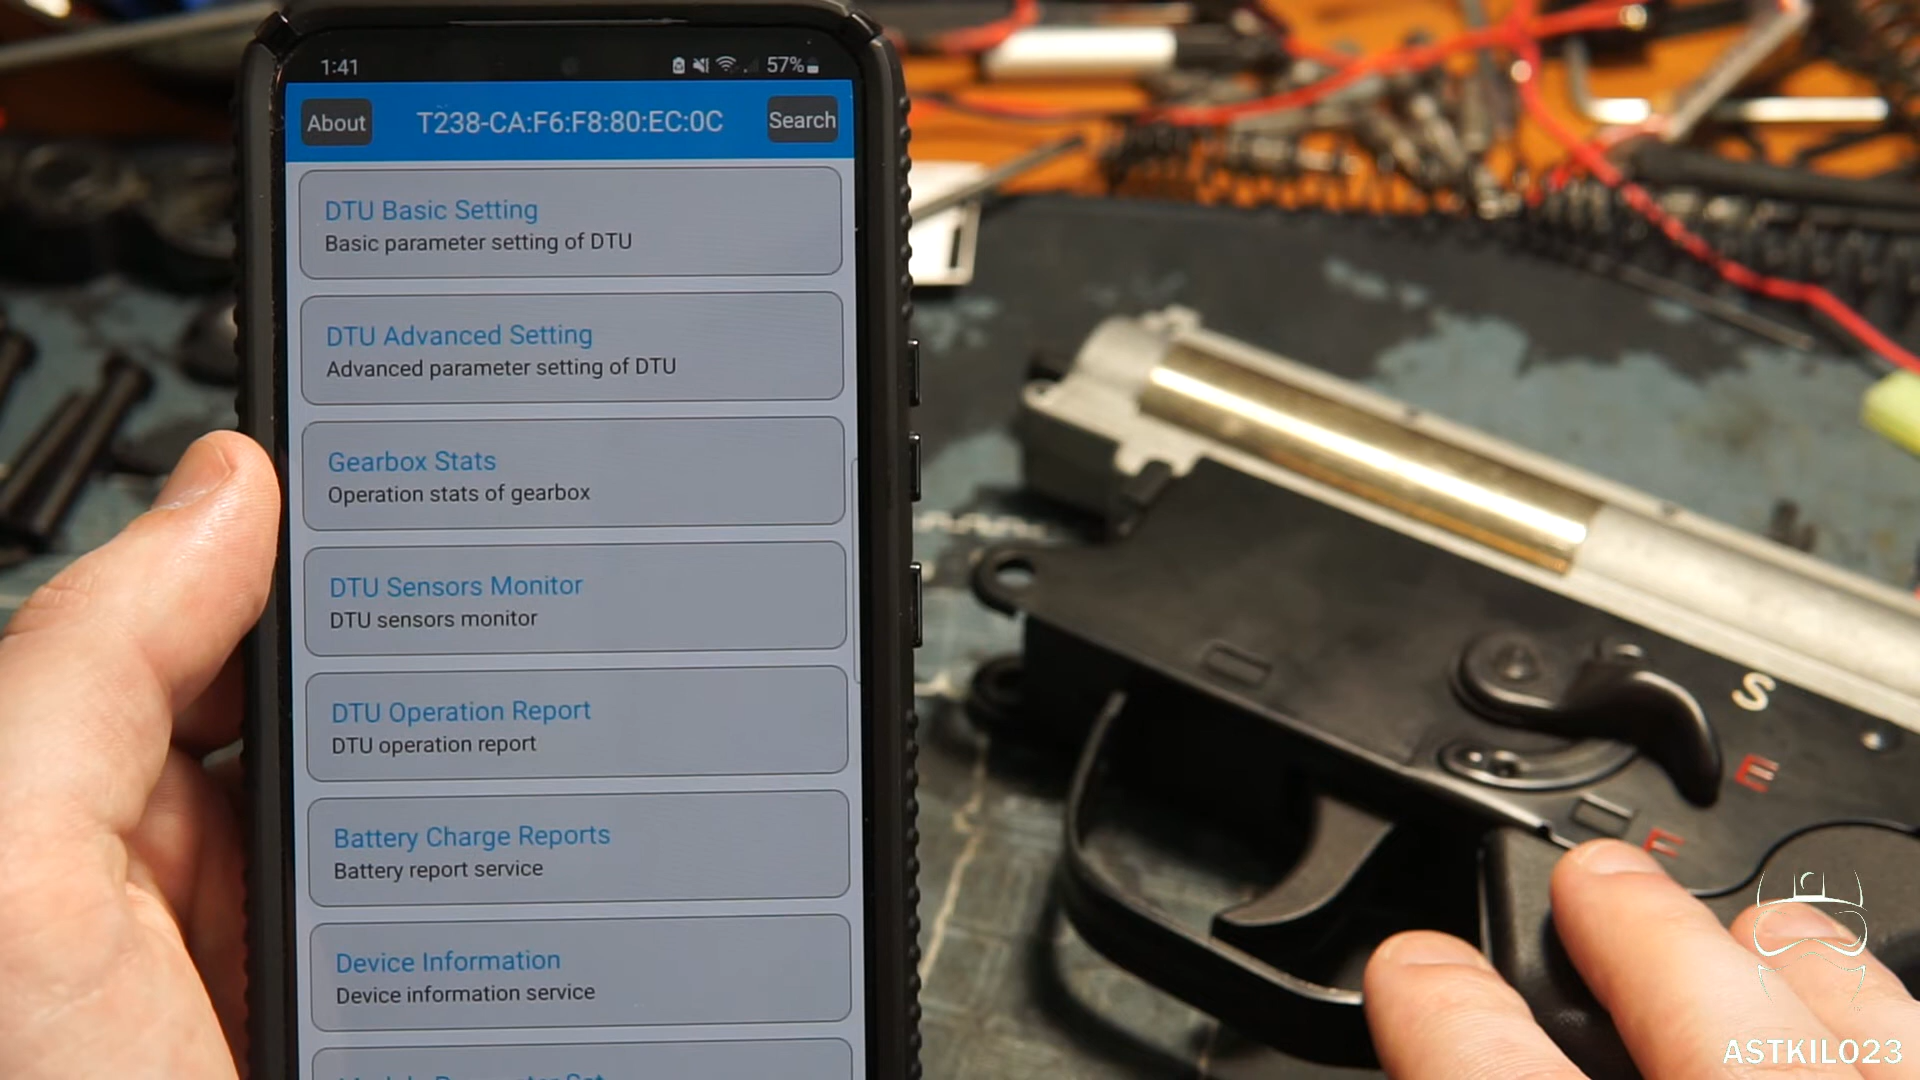 1:41
57%
About
T238-CA:F6:F8:80:EC:0C
Search
DTU Basic Setting
Basic parameter setting of DTU
DTU Advanced Setting
Advanced parameter setting of DTU
Gearbox Stats
Operation stats of gearbox
DTU Sensors Monitor
DTU sensors monitor
DTU Operation Report
DTU operation report
Battery Charge Reports
Battery report service
Device Information
Device information service
S
E
F
ASTKILO23